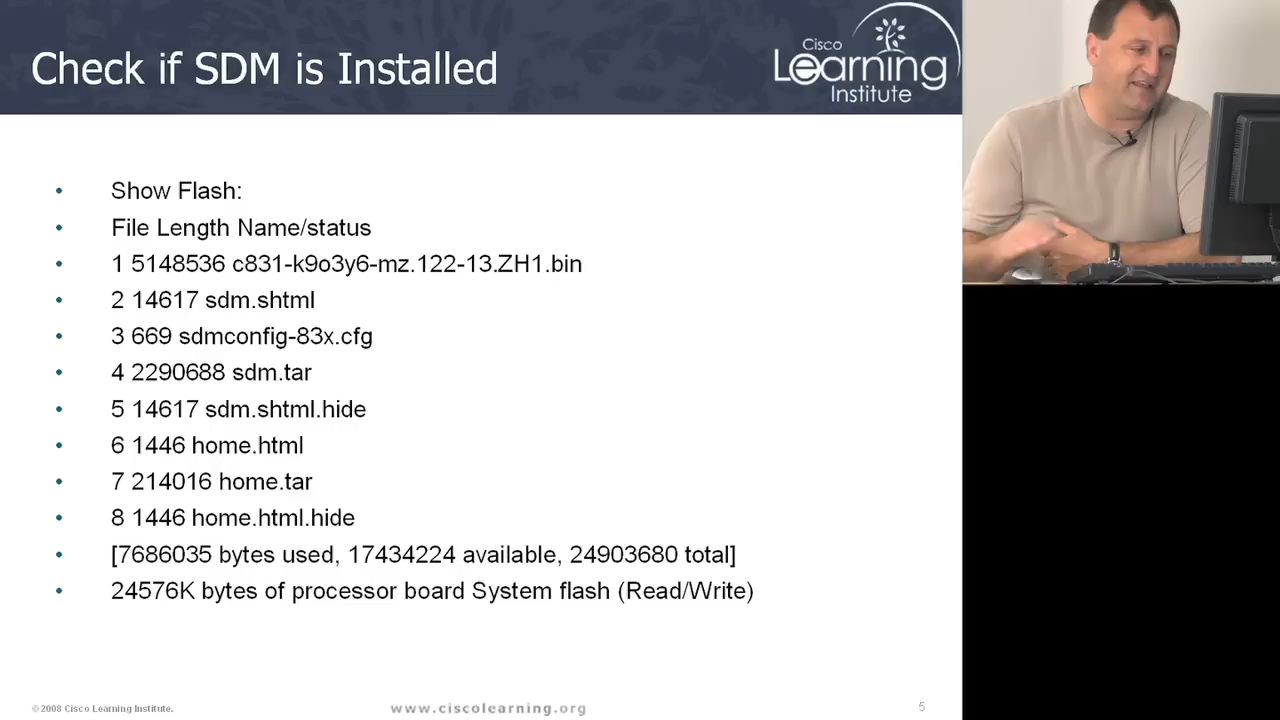 Check if SDM is Installed
Cisco
Learning
Institute
• Show Flash:
• File Length Name/status
• 1 5148536 c831-k9o3y6-mz.122-13.ZH1.bin
• 2 14617 sdm.shtml
• 3 669 sdmconfig-83x.cfg
• 4 2290688 sdm.tar
• 5 14617 sdm.shtml.hide
• 6 1446 home.html
• 7 214016 home.tar
• 8 1446 home.html.hide
• [7686035 bytes used, 17434224 available, 24903680 total]
• 24576K bytes of processor board System flash (Read/Write)
© 2008 Cisco Learning Institute.
www.ciscolearning.org
5